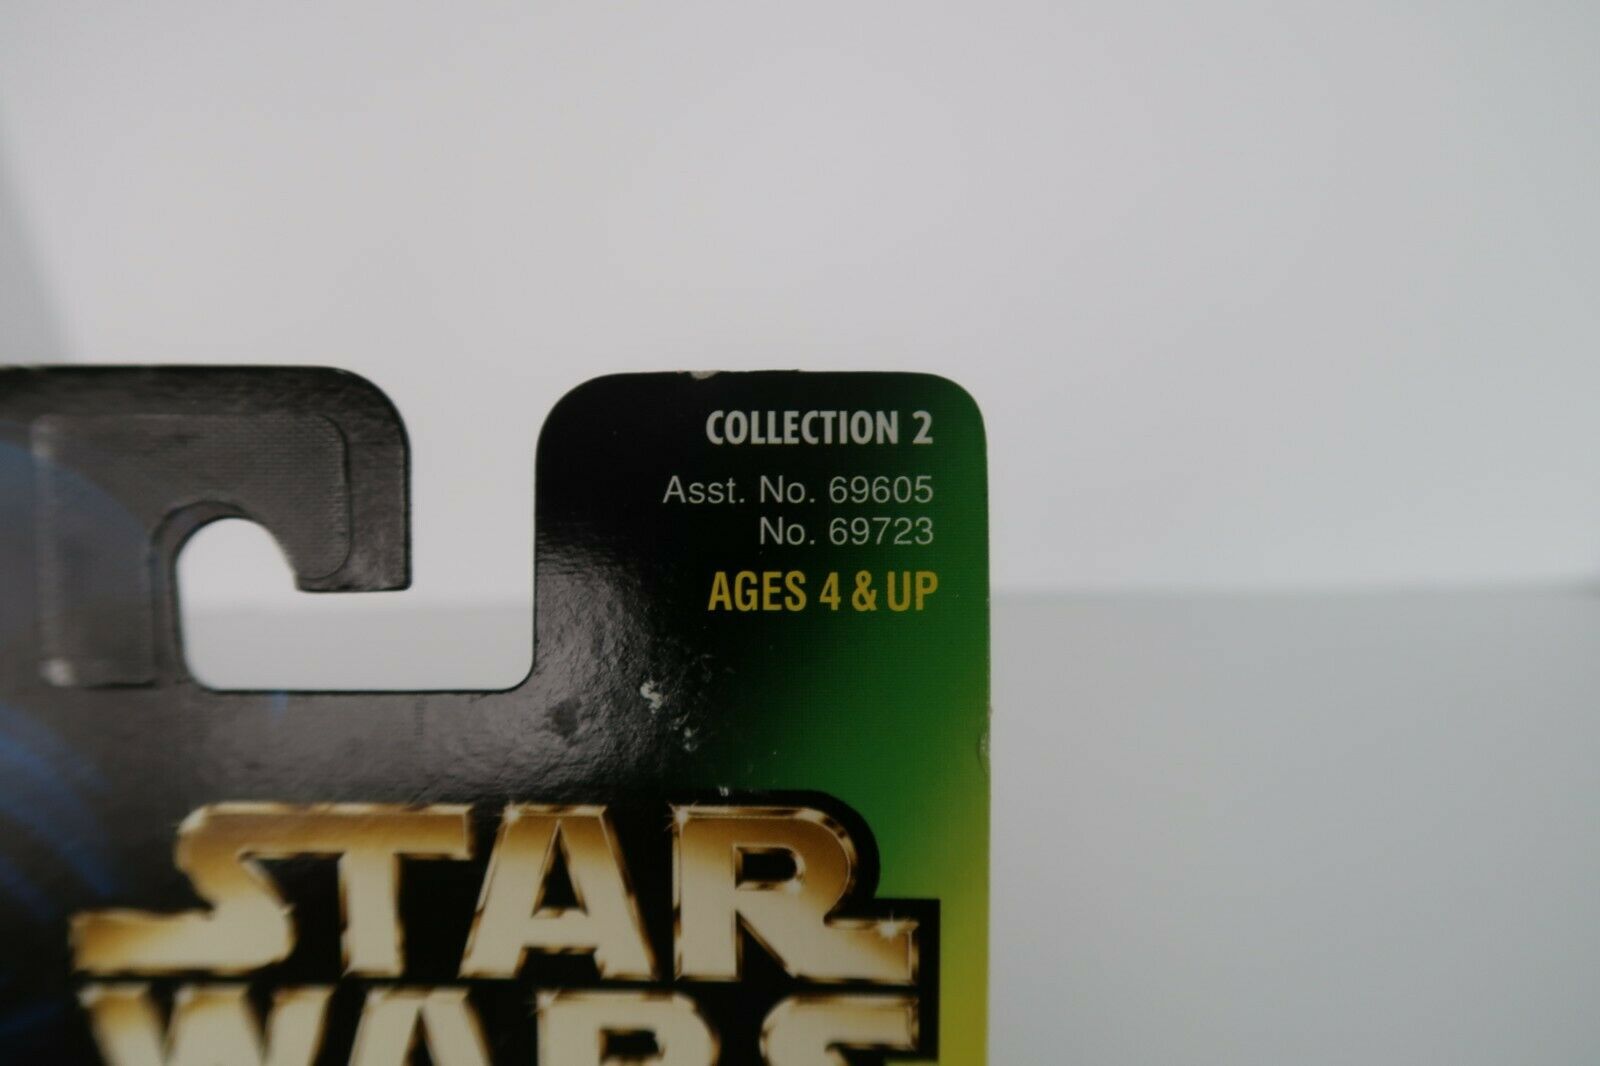 COLLECTION 2
Asst. No. 69605
No. 69723
AGES 4 & UP
STAR
WARS